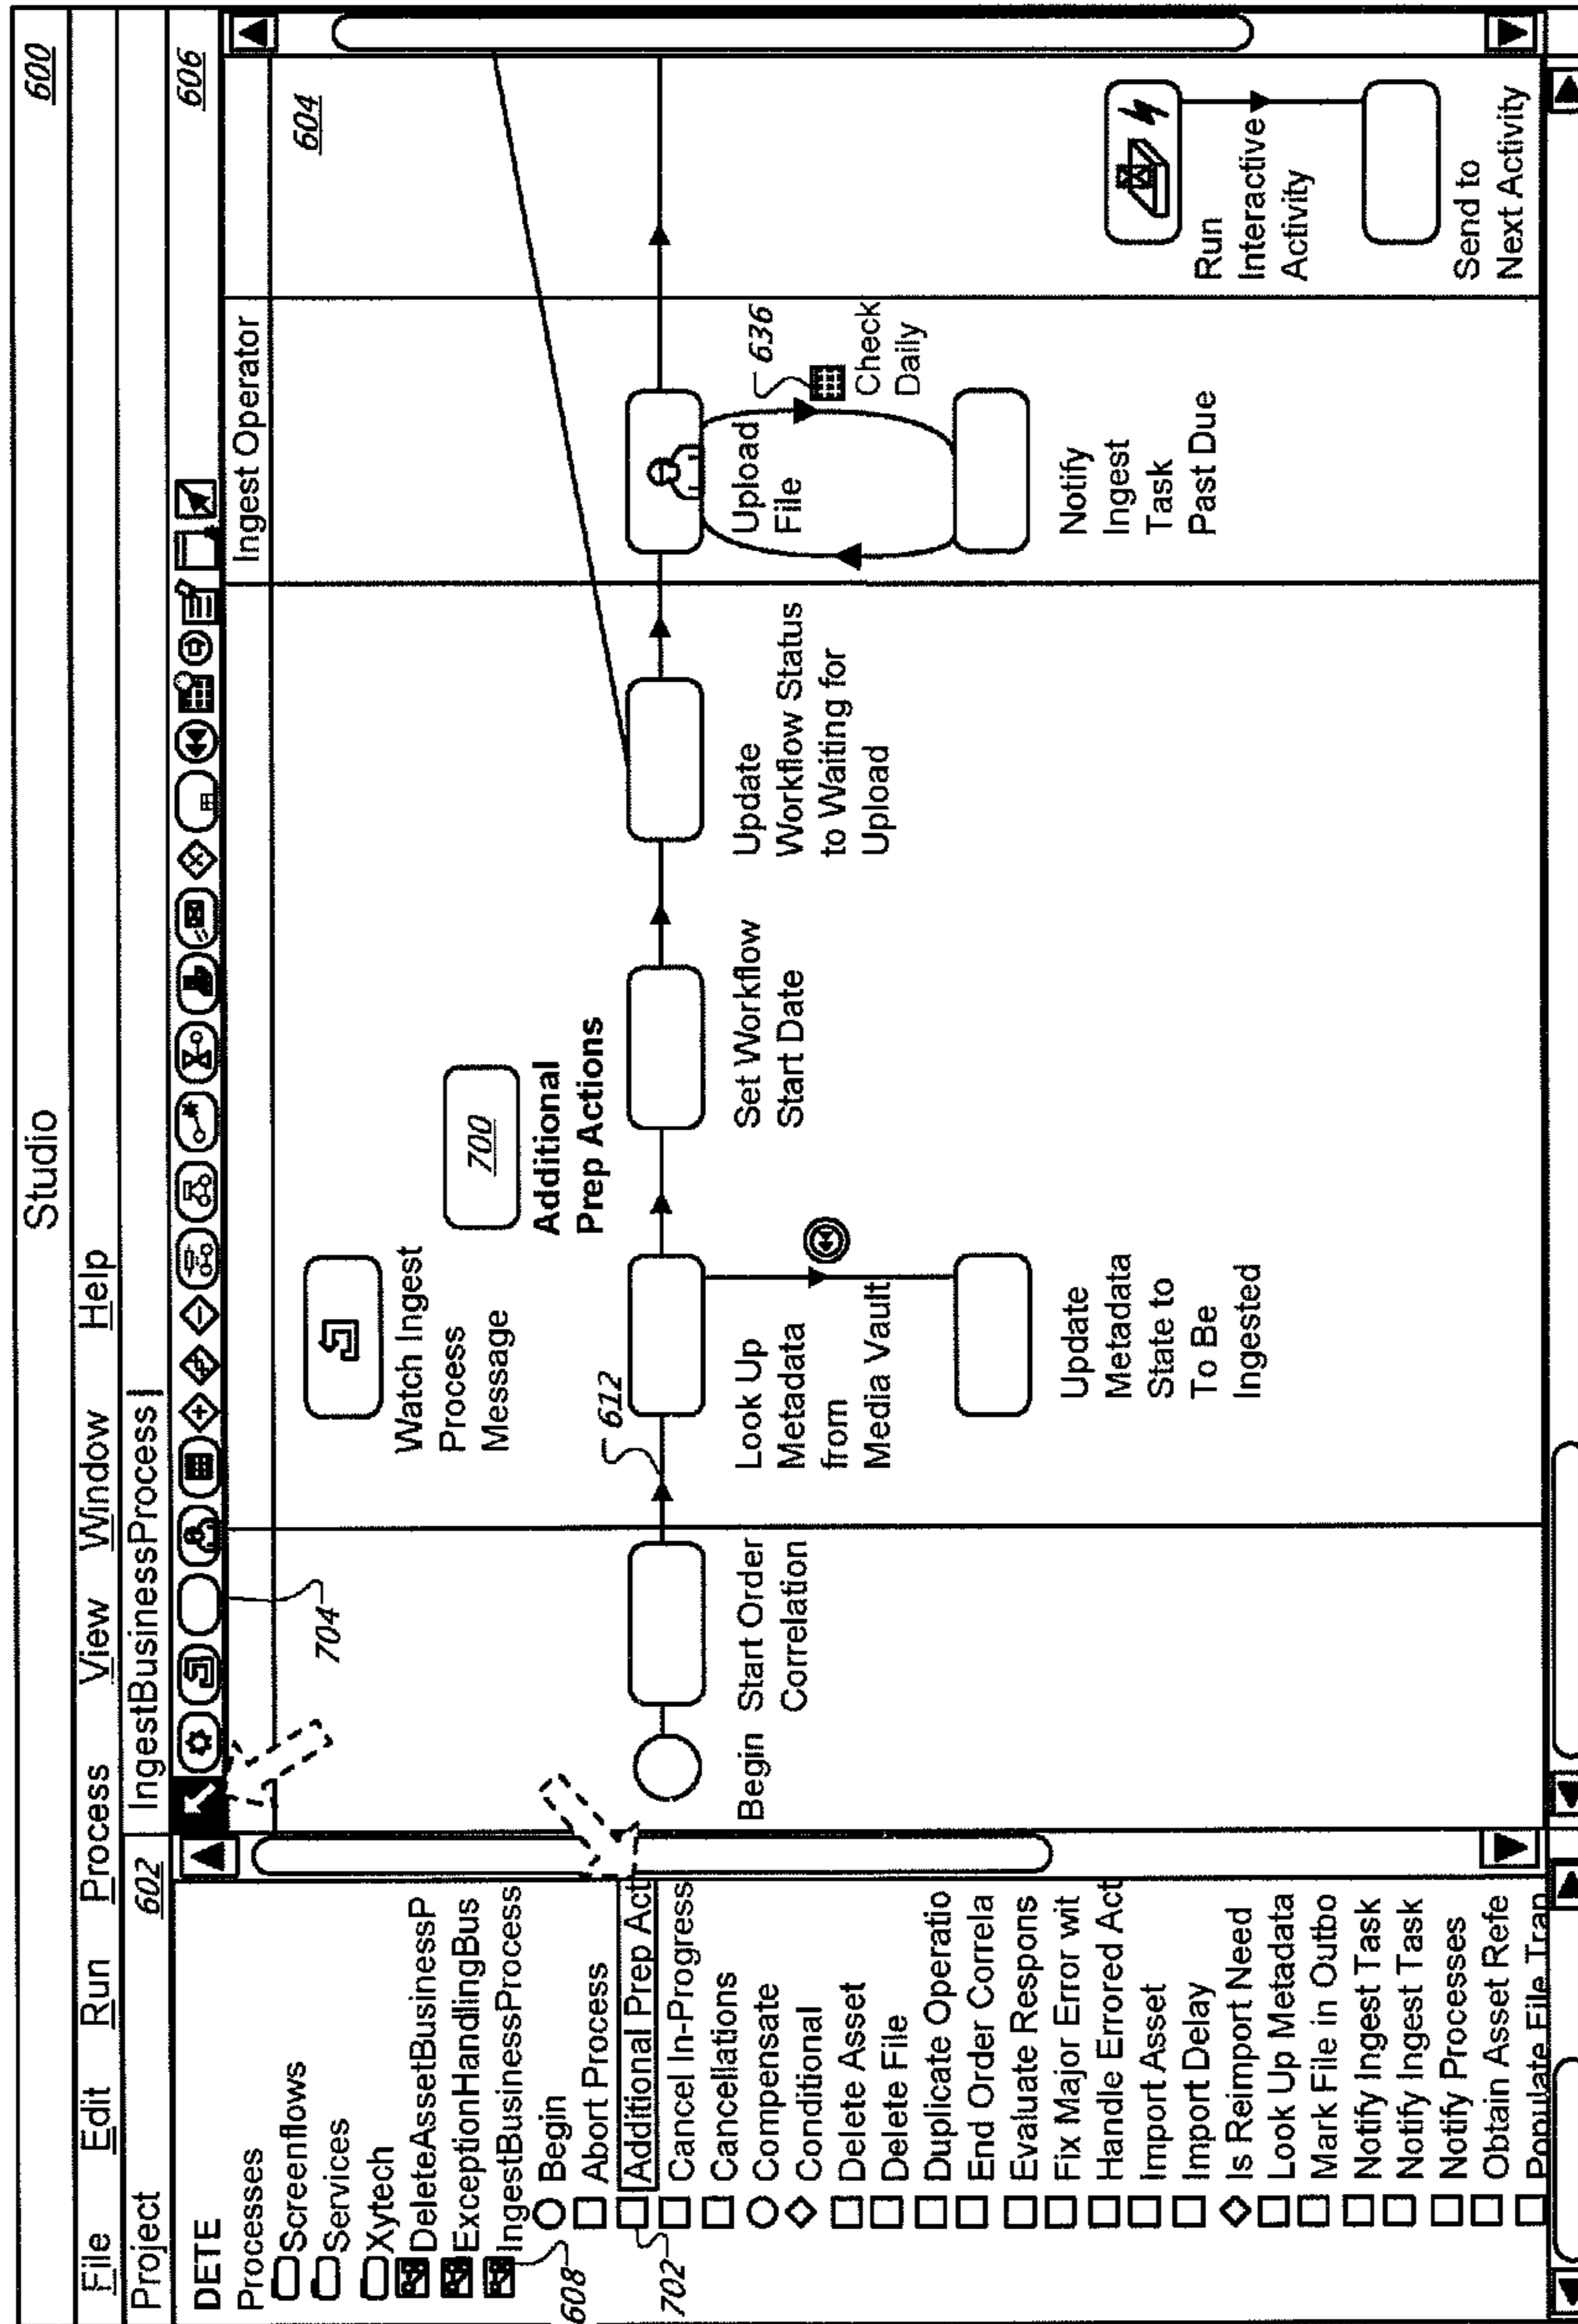 Studio
600
File Edit Run Process View Window Help
Project 602
IngestBusinessProcess
606
DETE
Processes
Screenflows
Services
Xytech
DeleteAssetBusinessP
ExceptionHandlingBus
IngestBusinessProcess
608
Begin
Abort Process
Additional Prep Act
702
Cancel In-Progress
Cancellations
Compensate
Conditional
Delete Asset
Delete File
Duplicate Operatio
End Order Correla
Evaluate Respons
Fix Major Error wit
Handle Errored Act
Import Asset
Import Delay
Is Reimport Need
Look Up Metadata
Mark File in Outbo
Notify Ingest Task
Notify Ingest Task
Notify Processes
Obtain Asset Refe
Populate File Tran
704
Ingest Operator
604
Watch Ingest
Process
Message
700
Additional
Prep Actions
612
Begin
Start Order
Correlation
Look Up
Metadata
from
Media Vault
Set Workflow
Start Date
Update
Workflow Status
to Waiting for
Upload
Upload
File
636
Check
Daily
Update
Metadata
State to
To Be
Ingested
Notify
Ingest
Task
Past Due
Run
Interactive
Activity
Send to
Next Activity